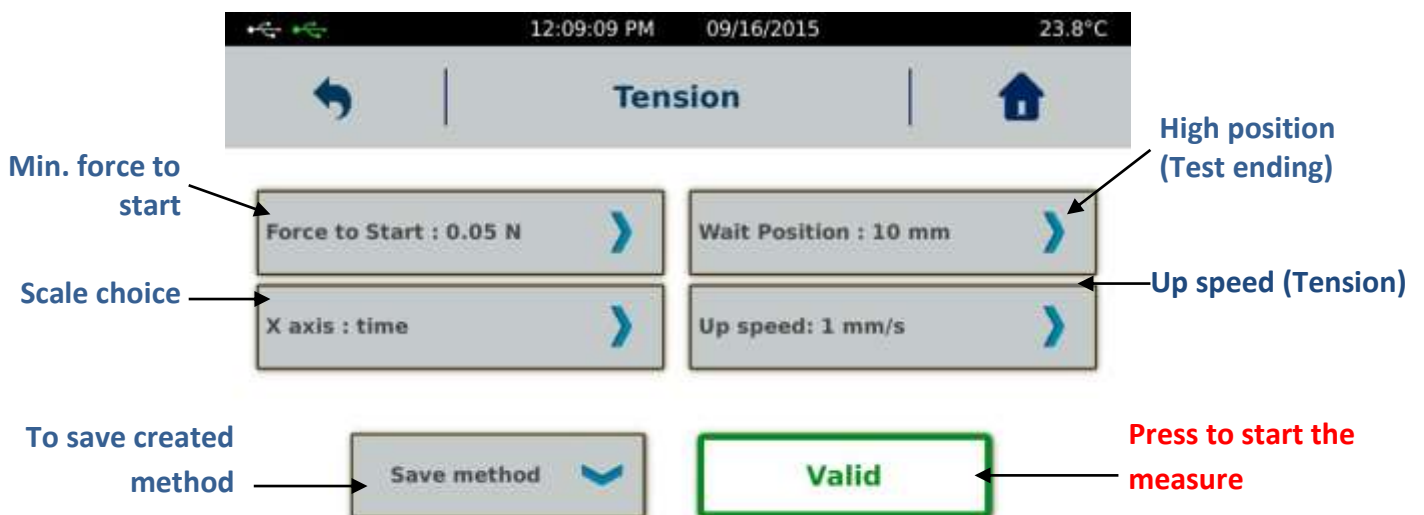 12:09:09 PM 09/16/2015 23.8°C
Tension
High position
(Test ending)
Min. force to
start
Force to Start : 0.05 N
Wait Position : 10 mm
Scale choice
Up speed (Tension)
X axis : time
Up speed: 1 mm/s
To save created
method
Save method
Valid
Press to start the
measure